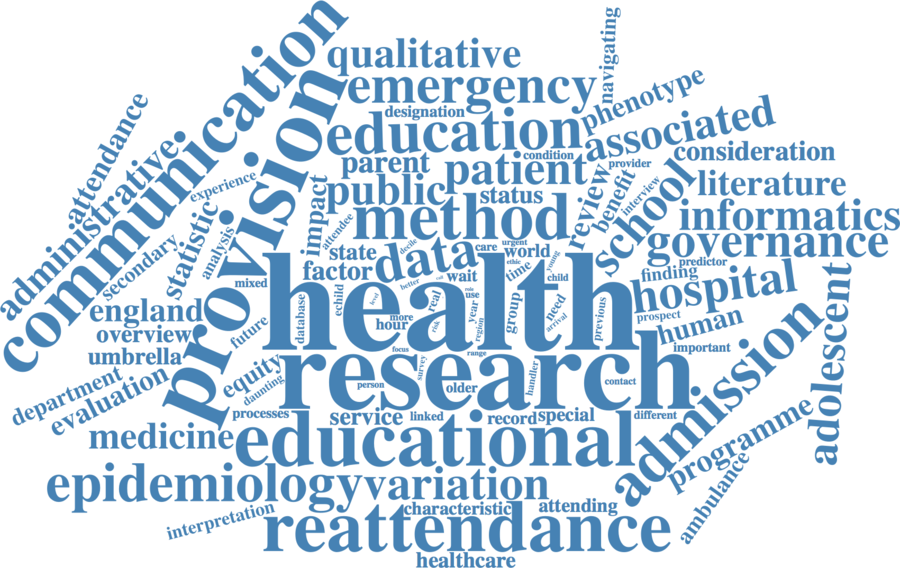 communication
qualitative
navigating
emergency
phenotype
designation
attendance
provision
education
associated
administrative
parent
condition
consideration
patient
provider
experience
public
status
review
benefit
school
literature
impact
interview
statistic
method
informatics
attendee
analysis
secondary
state
data
decile
care
urgent
world
governance
factor
ethic
young
predictor
finding
mixed
echild
better
wait
time
child
hospital
health
level
real
use
role
year
group
need
arrival
previous
prospect
england
database
more
hour
risk
region
human
adolescent
overview
future
important
umbrella
equity
focus
research
range
survey
admission
department
evaluation
daunting
person
older
handler
contact
processes
service
linked
record
special
different
programme
medicine
educational
epidemiology
variation
ambulance
interpretation
characteristic
attending
reattendance
healthcare